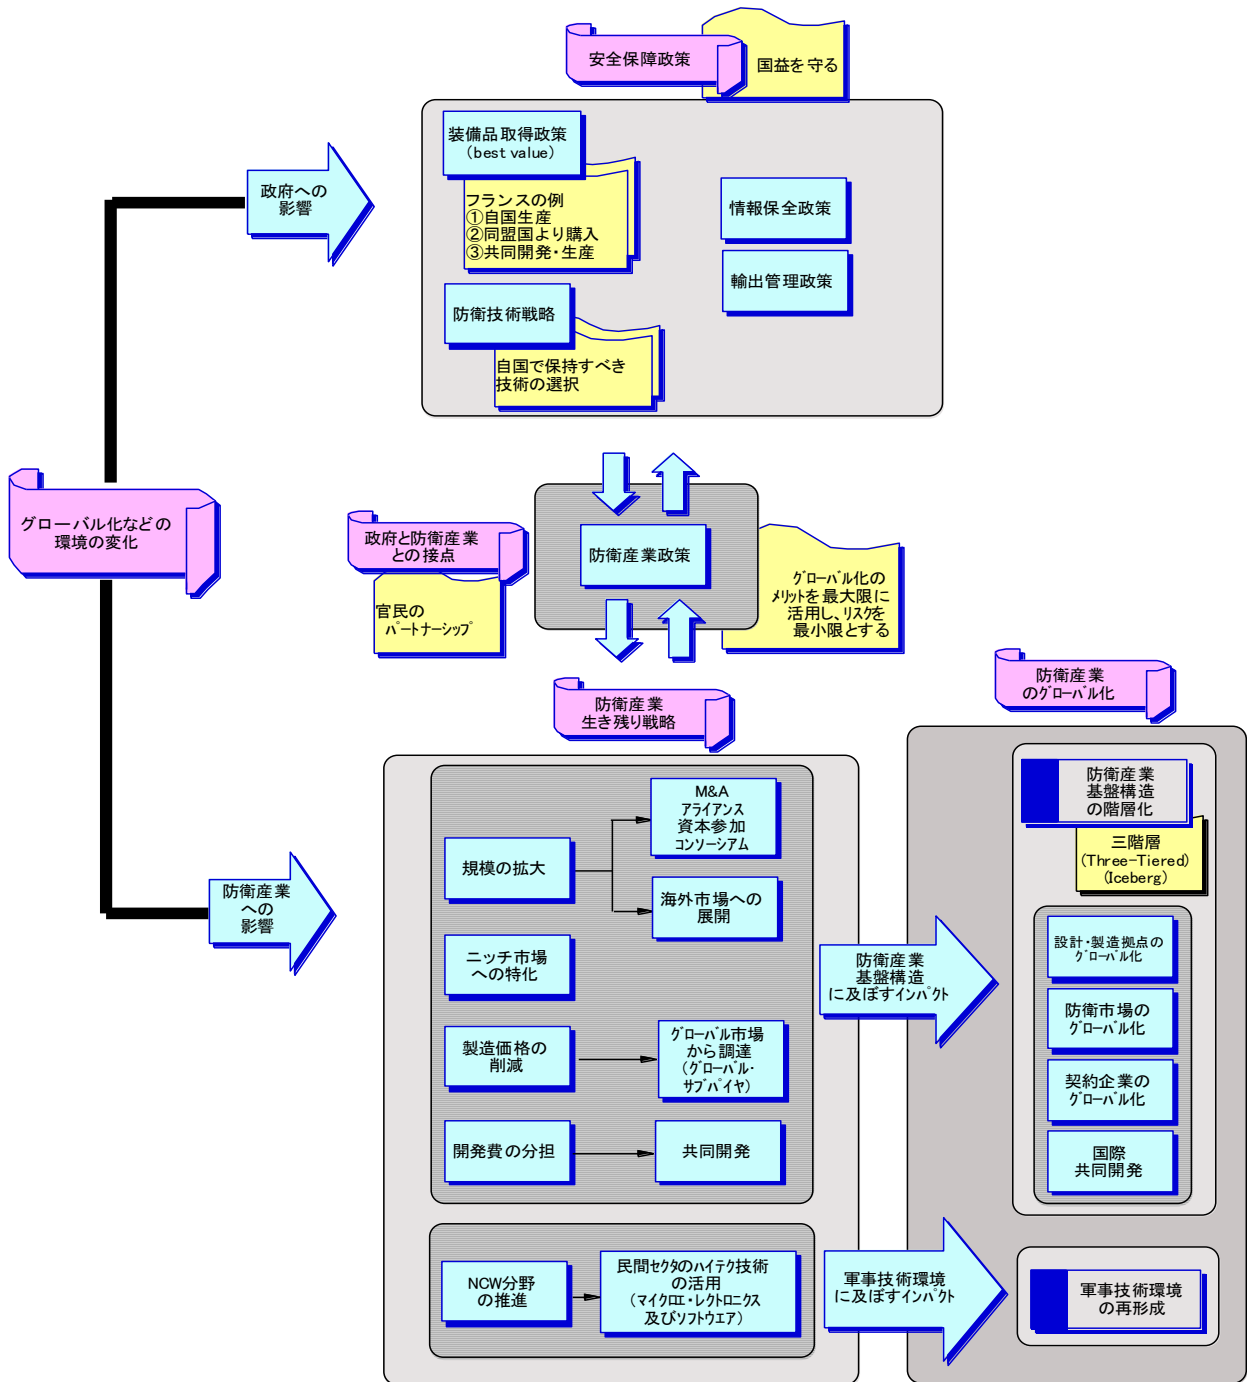 安全保障政策
国益を守る
装備品取得政策
(best value)
フランスの例
①自国生産
②同盟国より購入
③共同開発・生産
情報保全政策
輸出管理政策
防衛技術戦略
自国で保持すべき
技術の選択
政府への
影響
グローバル化などの
環境の変化
政府と防衛産業
との接点
官民の
パートナーシップ
防衛産業政策
グローバル化の
メリットを最大限に
活用し、リスクを
最小限とする
防衛産業
生き残り戦略
防衛産業
のグローバル化
防衛産業
への
影響
規模の拡大
M&A
アライアンス
資本参加
コンソーシアム
海外市場への
展開
ニッチ市場
への特化
製造価格の
削減
グローバル市場
から調達
(グローバル・
サブパイヤ)
開発費の分担
共同開発
NCW分野
の推進
民間セクタのハイテク技術
の活用
(マイクロエ・レクトロニクス
及びソフトウエア)
防衛産業
基盤構造
に及ぼすインパクト
軍事技術環境
に及ぼすインパクト
防衛産業
基盤構造
の階層化
三階層
(Three-Tiered)
(Iceberg)
設計・製造拠点の
グローバル化
防衛市場の
グローバル化
契約企業の
グローバル化
国際
共同開発
軍事技術環境
の再形成